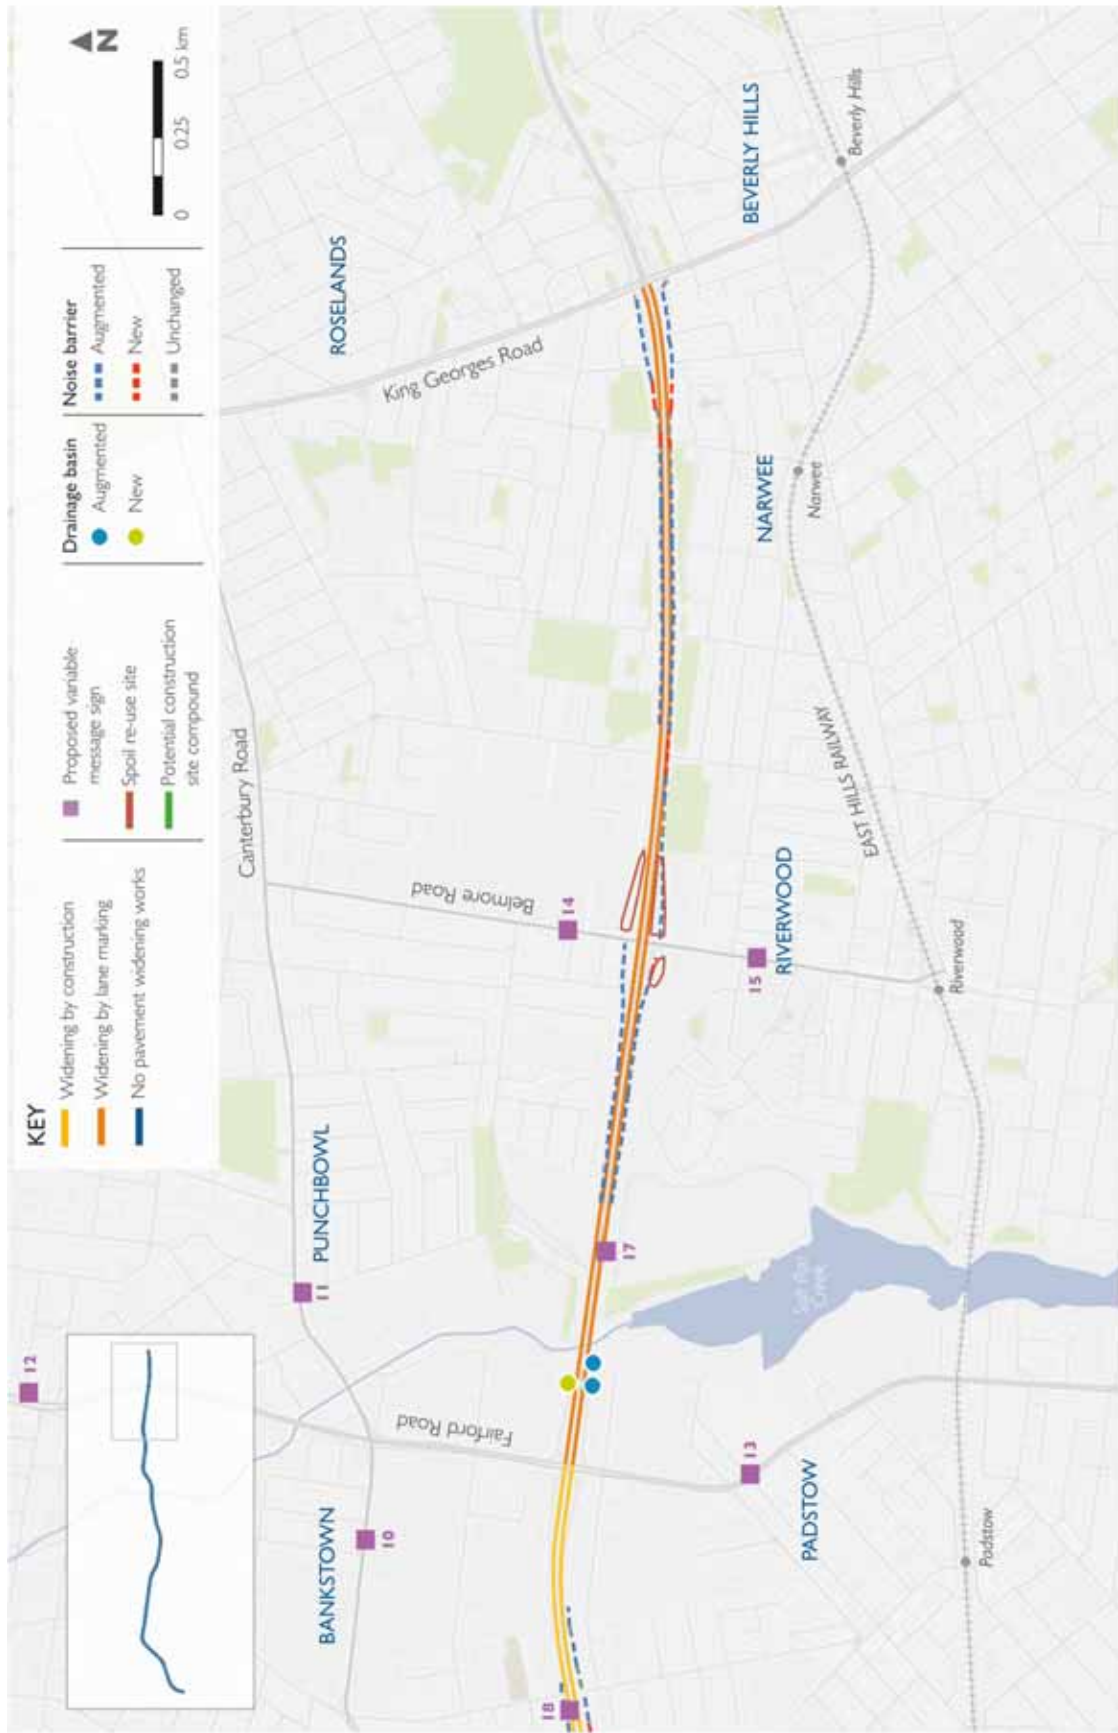 KEY
Widening by construction
Widening by lane marking
No pavement widening works
Proposed variable
message sign
Spoil re-use site
Potential construction
site compound
Drainage basin
Augmented
New
Noise barrier
Augmented
New
Unchanged
0
0.25
0.5 km
N
12
11
10
13
14
15
17
18
Canterbury Road
Belmore Road
King Georges Road
Fairford Road
ROSELANDS
PUNCHBOWL
BANKSTOWN
BEVERLY HILLS
NARWEE
RIVERWOOD
PADSTOW
EAST HILLS RAILWAY
Salt Pan
Creek
Beverly Hills
Narwee
Riverwood
Padstow